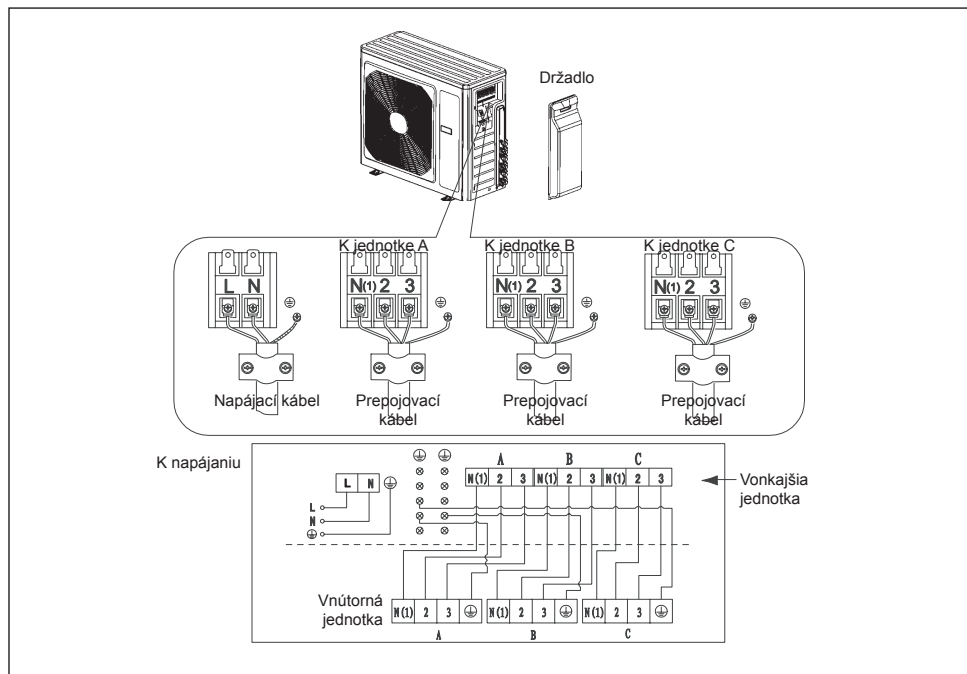 Držadlo
K jednotke A
K jednotke B
K jednotke C
L N
N(1) 2 3
N(1) 2 3
N(1) 2 3
Napájací kábel
Prepojovací
kábel
Prepojovací
kábel
Prepojovací
kábel
K napájaniu
A B C
L N
N(1) 2 3 N(1) 2 3 N(1) 2 3
Vonkajšia
jednotka
L
N
Vnútorná
jednotka
N(1) 2 3
N(1) 2 3
N(1) 2 3
A B C